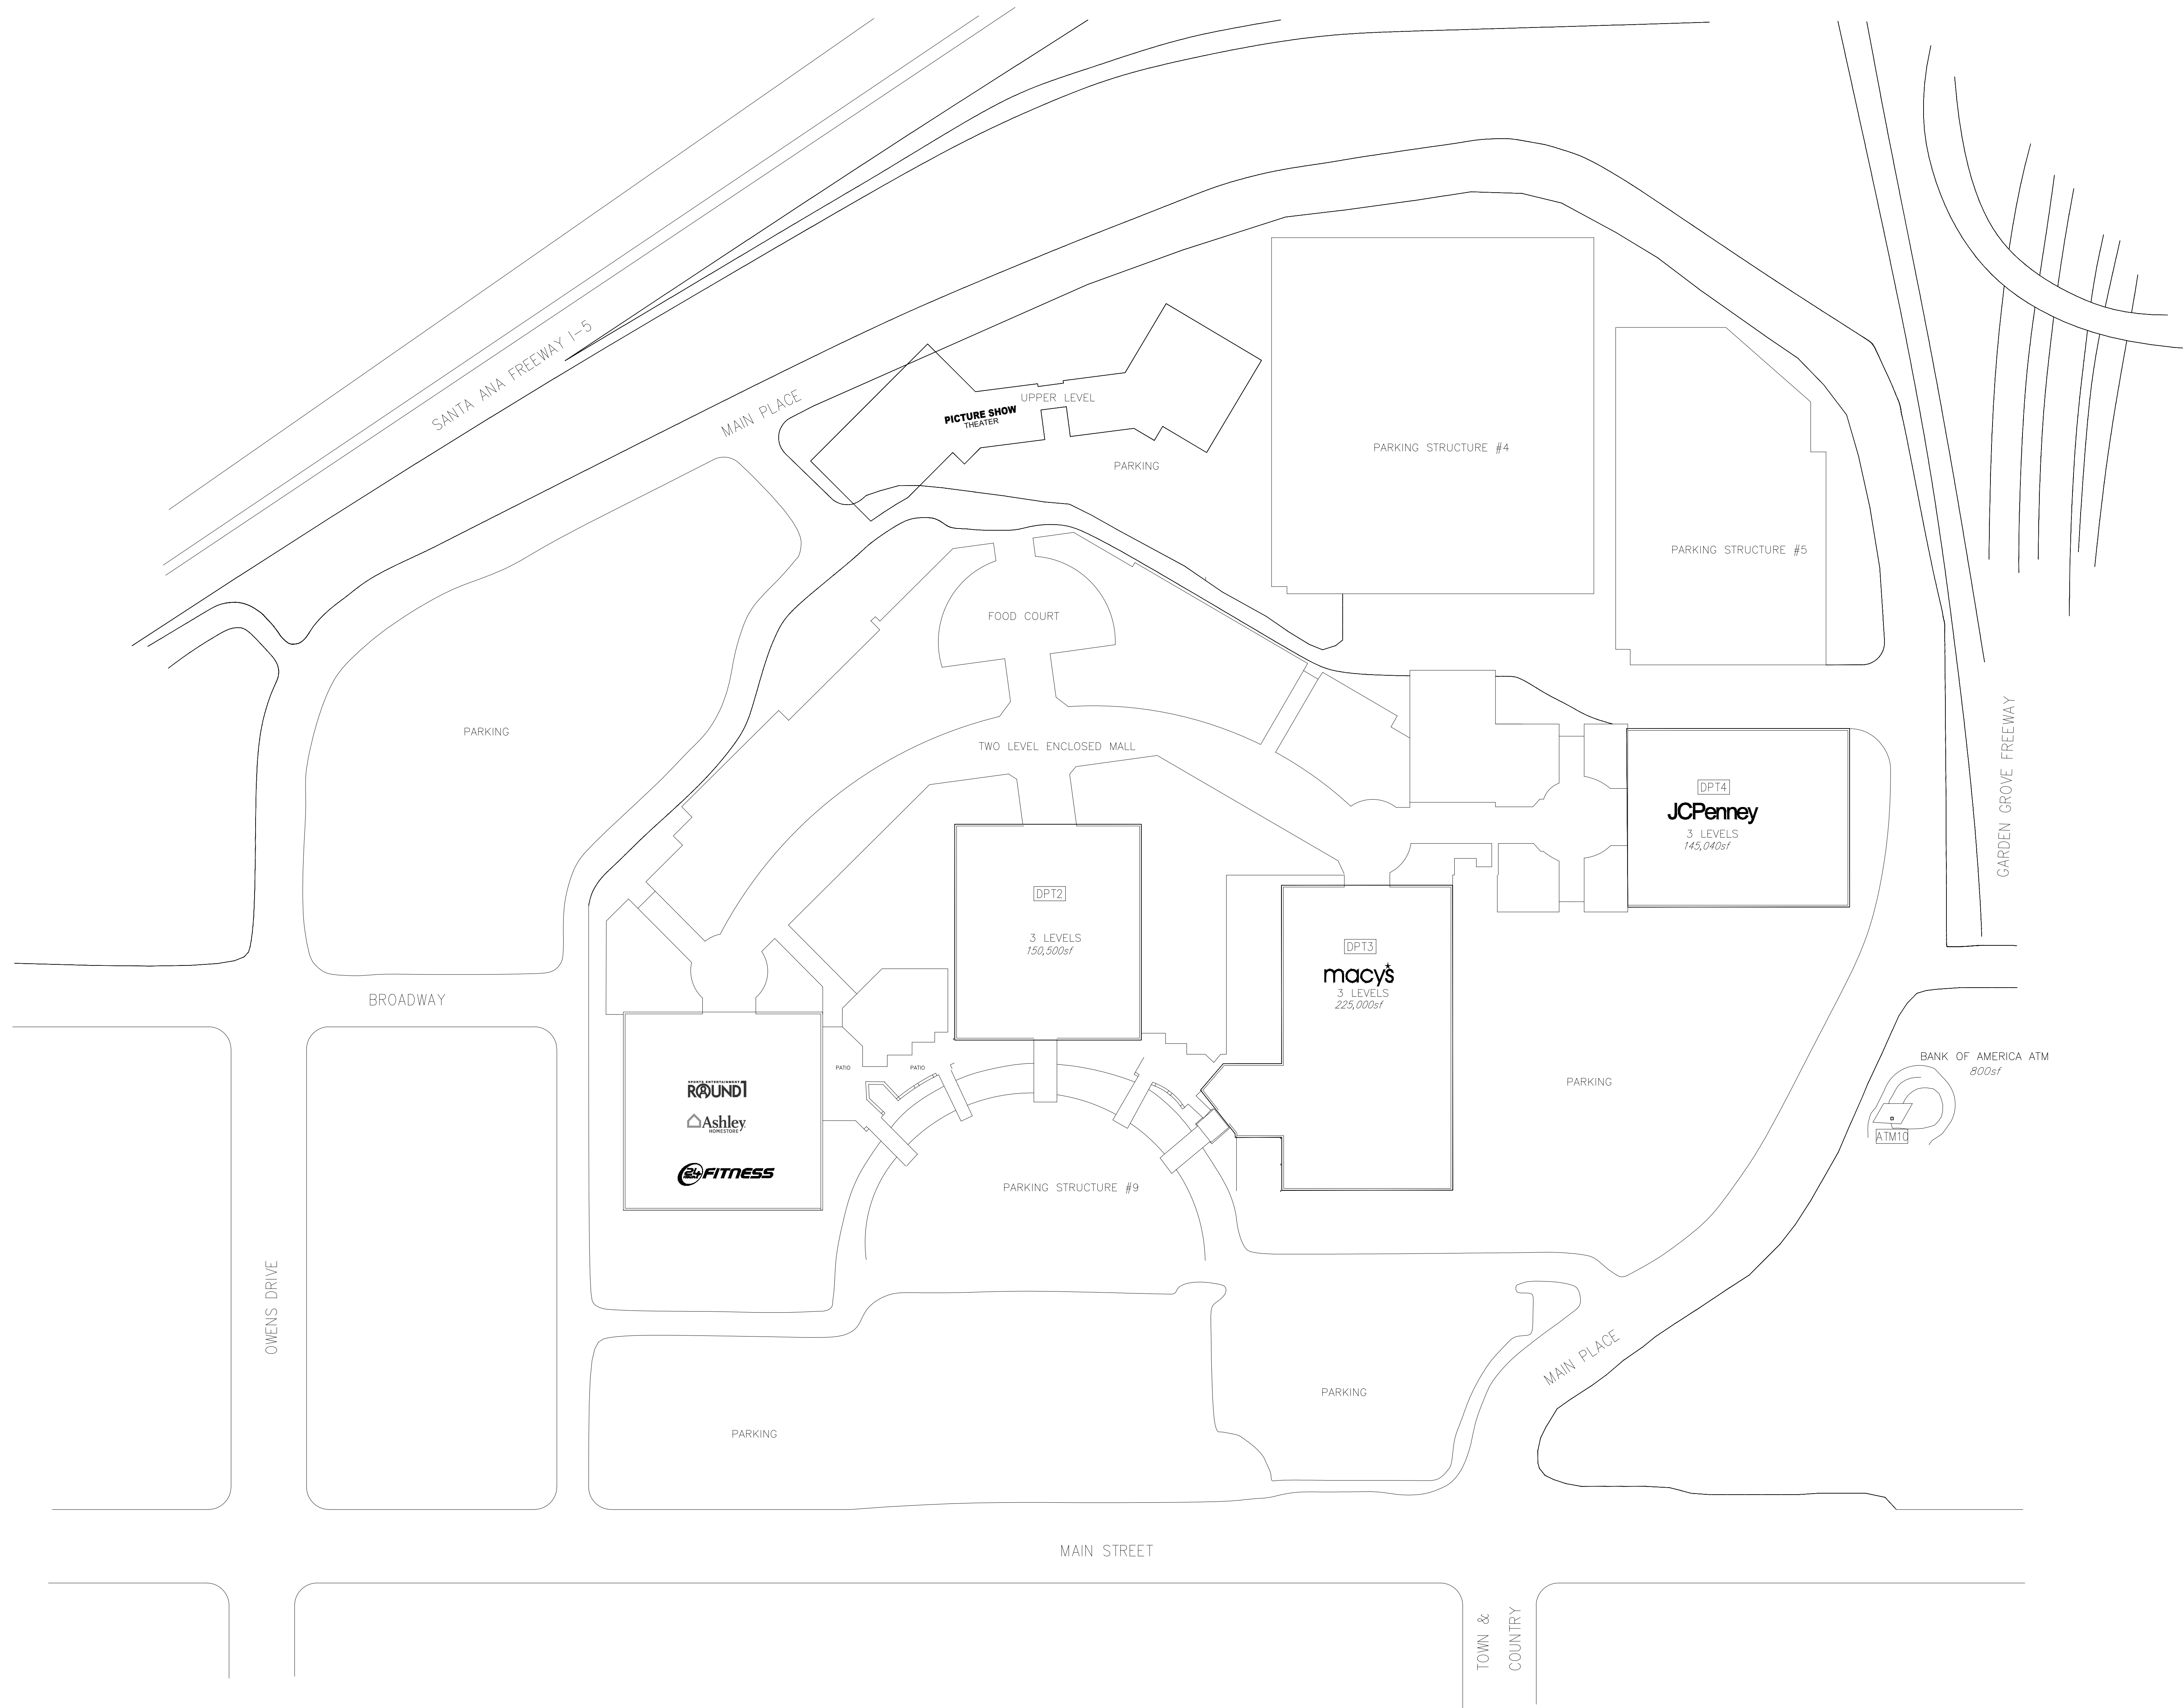 SANTA ANA FREEWAY I-5
MAIN PLACE
PICTURE SHOW
THEATER
UPPER LEVEL
PARKING
PARKING STRUCTURE #4
PARKING STRUCTURE #5
FOOD COURT
PARKING
TWO LEVEL ENCLOSED MALL
GARDEN GROVE FREEWAY
DPT4
JCPenney
3 LEVELS
145,040sf
DPT2
3 LEVELS
150,500sf
DPT3
macy's
3 LEVELS
225,000sf
BROADWAY
PATIO
PATIO
SPORTS ENTERTAINMENT
ROUND1
Ashley
HOMESTORE
24 HOUR FITNESS
PARKING
BANK OF AMERICA ATM
800sf
ATM10
PARKING STRUCTURE #9
OWENS DRIVE
MAIN PLACE
PARKING
PARKING
MAIN STREET
TOWN &
COUNTRY